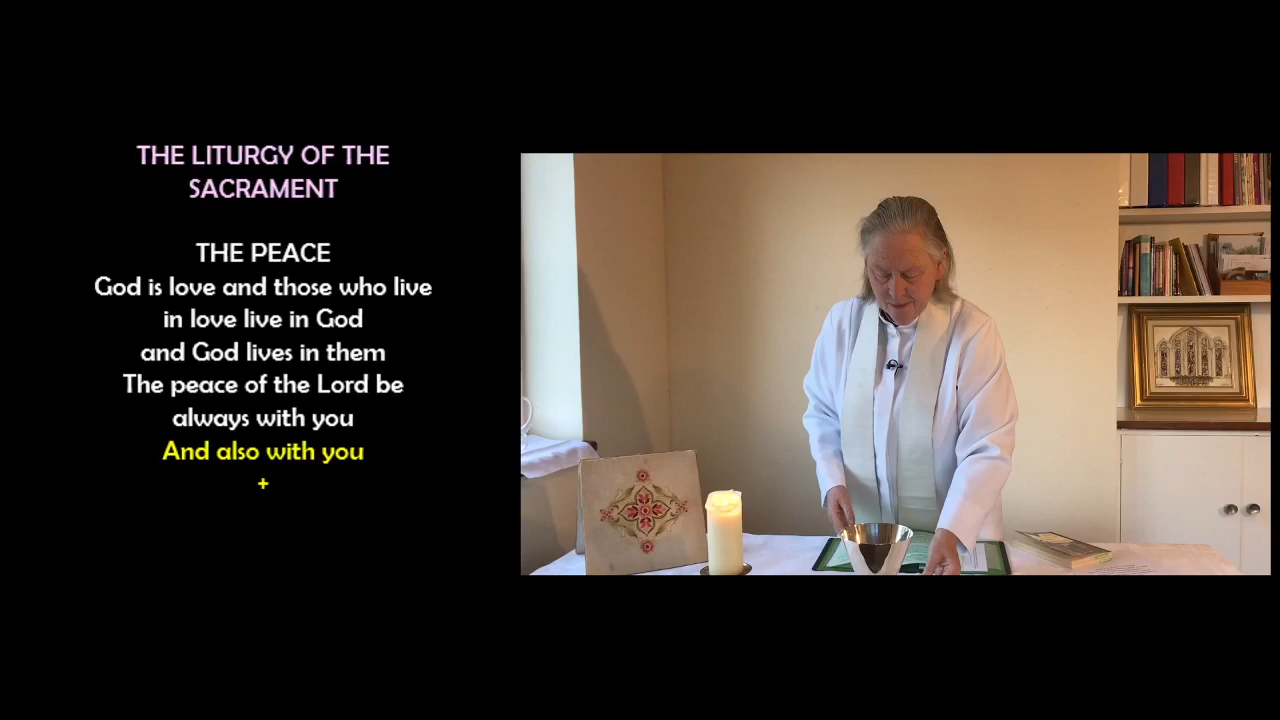 THE LITURGY OF THE
SACRAMENT
THE PEACE
God is love and those who live
in love live in God
and God lives in them
The peace of the Lord be
always with you
And also with you
+